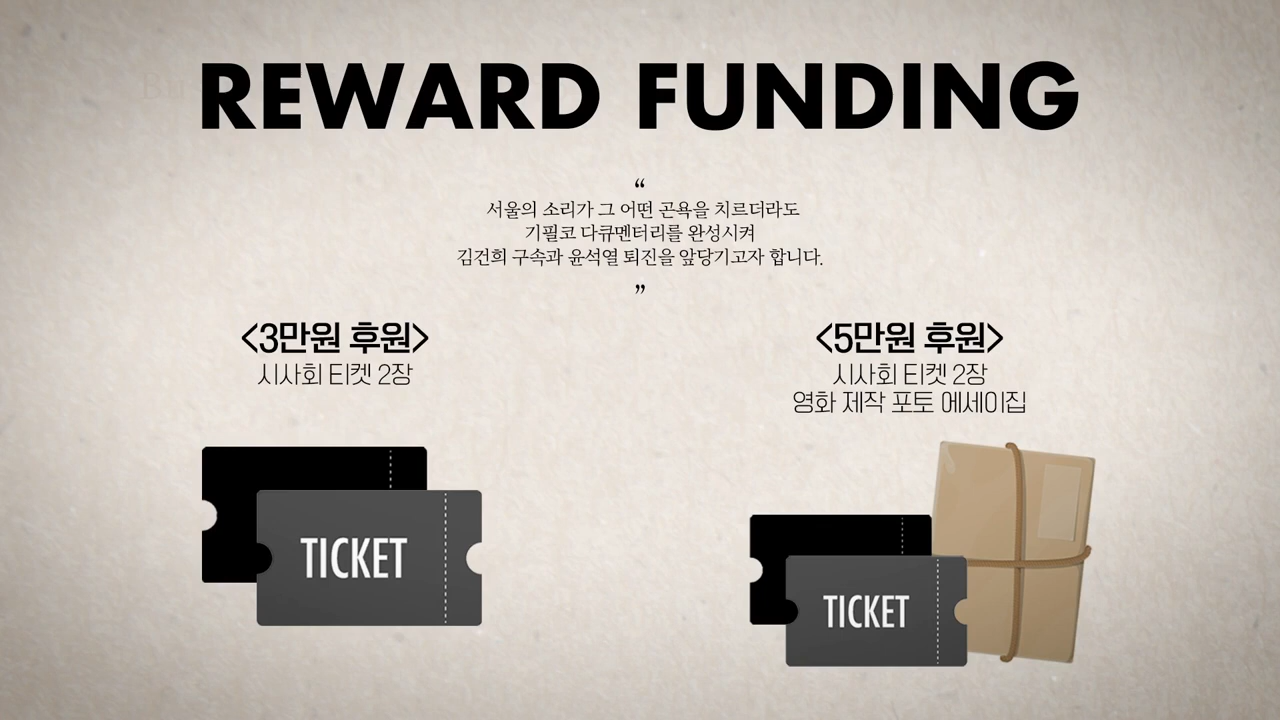 REWARD FUNDING
“
서울의 소리가 그 어떤 곤욕을 치르더라도
기필코 다큐멘터리를 완성시켜
김건희 구속과 윤석열 퇴진을 앞당기고자 합니다.
”
<3만원 후원>
시사회 티켓 2장
<5만원 후원>
시사회 티켓 2장
영화 제작 포토 에세이집
TICKET
TICKET